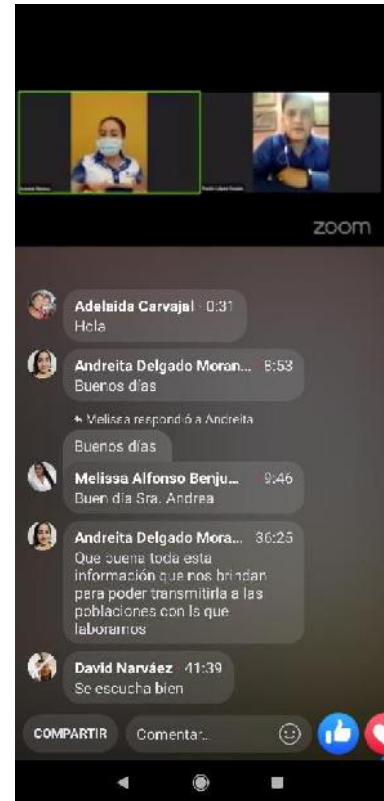 zoom
Adelaida Carvajal · 0:31
Hola
Andreita Delgado Moran... · 8:53
Buenos días
Melissa respondió a Andreita
Buenos días
Melissa Alfonso Benju... · 9:46
Buen día Sra. Andrea
Andreita Delgado Mora... · 36:25
Que buena toda esta
información que nos brindan
para poder transmitirla a las
poblaciones con ls que
laboramos
David Narváez · 41:39
Se escucha bien
COMPARTIR
Comentar...